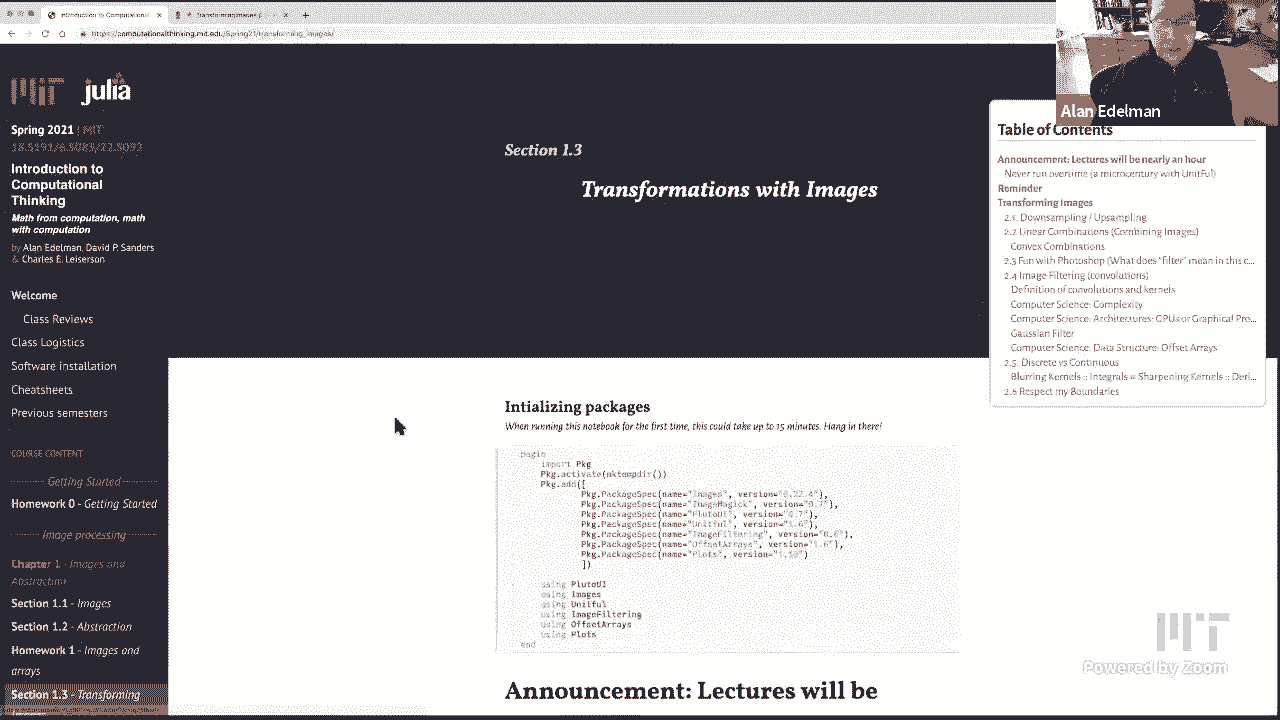 Introduction to Computational
Transforming Images
https://computationalthinking.mit.edu/Spring21/transforming_images/
MIT julia
Spring 2021 | MIT
18.S191/6.S083/22.S092
Introduction to
Computational
Thinking
Math from computation, math
with computation
by Alan Edelman, David P. Sanders
& Charles E. Leiserson
Welcome
Class Reviews
Class Logistics
Software installation
Cheatsheets
Previous semesters
COURSE CONTENT
Getting Started
Homework 0 - Getting Started
Image processing
Chapter 1 - Images and
Abstraction
Section 1.1 - Images
Section 1.2 - Abstraction
Homework 1 - Images and
arrays
Section 1.3 - Transforming
Section 1.3
Transformations with Images
Intializing packages
When running this notebook for the first time, this could take up to 15 minutes. Hang in there!
begin
import Pkg
Pkg.activate(mktempdir())
Pkg.add([
Pkg.PackageSpec(name="Images", version="0.22.4"),
Pkg.PackageSpec(name="ImageMagick", version="0.7"),
Pkg.PackageSpec(name="PlutoUI", version="0.7"),
Pkg.PackageSpec(name="Unitful", version="1.6"),
Pkg.PackageSpec(name="ImageFiltering", version="0.6"),
Pkg.PackageSpec(name="OffsetArrays", version="1.6"),
Pkg.PackageSpec(name="Plots", version="1.10")
])
using PlutoUI
using Images
using Unitful
using ImageFiltering
using OffsetArrays
using Plots
end
Announcement: Lectures will be
Alan Edelman
Table of Contents
Announcement: Lectures will be nearly an hour
Never run overtime (a microcentury with UnitFul)
Reminder
Transforming Images
2.1. Downsampling / Upsampling
2.2 Linear Combinations (Combining Images)
Convex Combinations
2.3 Fun with Photoshop (What does "filter" mean in this c...
2.4 Image Filtering (convolutions)
Definition of convolutions and kernels
Computer Science: Complexity
Computer Science: Architectures: GPUs or Graphical Pro...
Gaussian Filter
Computer Science: Data Structure: Offset Arrays
2.5. Discrete vs Continuous
Blurring Kernels :: Integrals = Sharpening Kernels :: Deri...
2.6 Respect my Boundaries
MIT
Powered by Zoom